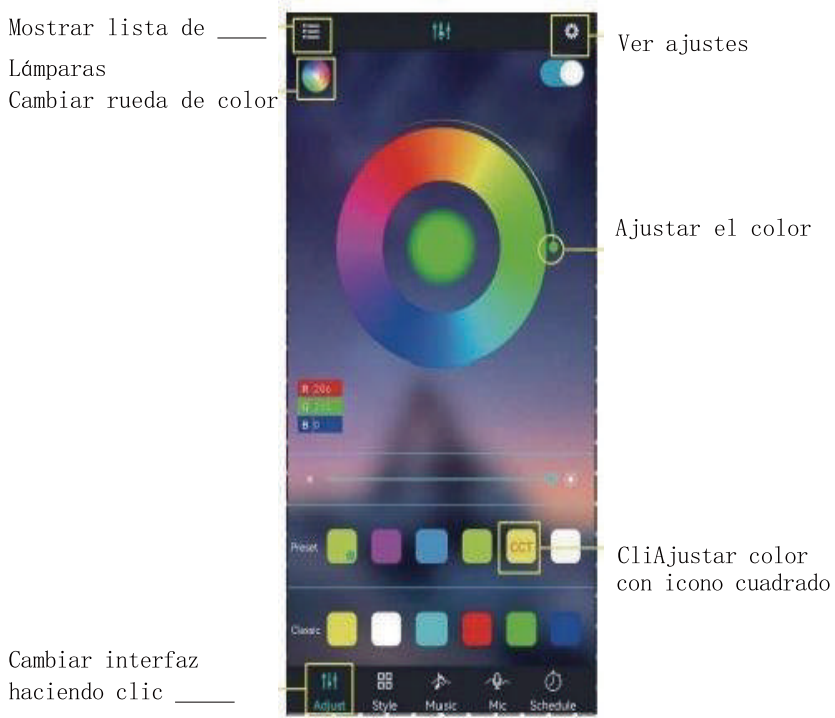 Mostrar lista de ____
Lámparas
Cambiar rueda de color
Ver ajustes
Ajustar el color
R 206
B 0
Preset
CCT
CliAjustar color
con icono cuadrado
Classic
Cambiar interfaz
haciendo clic _____
Adjust
Style
Music
Mic
Schedule